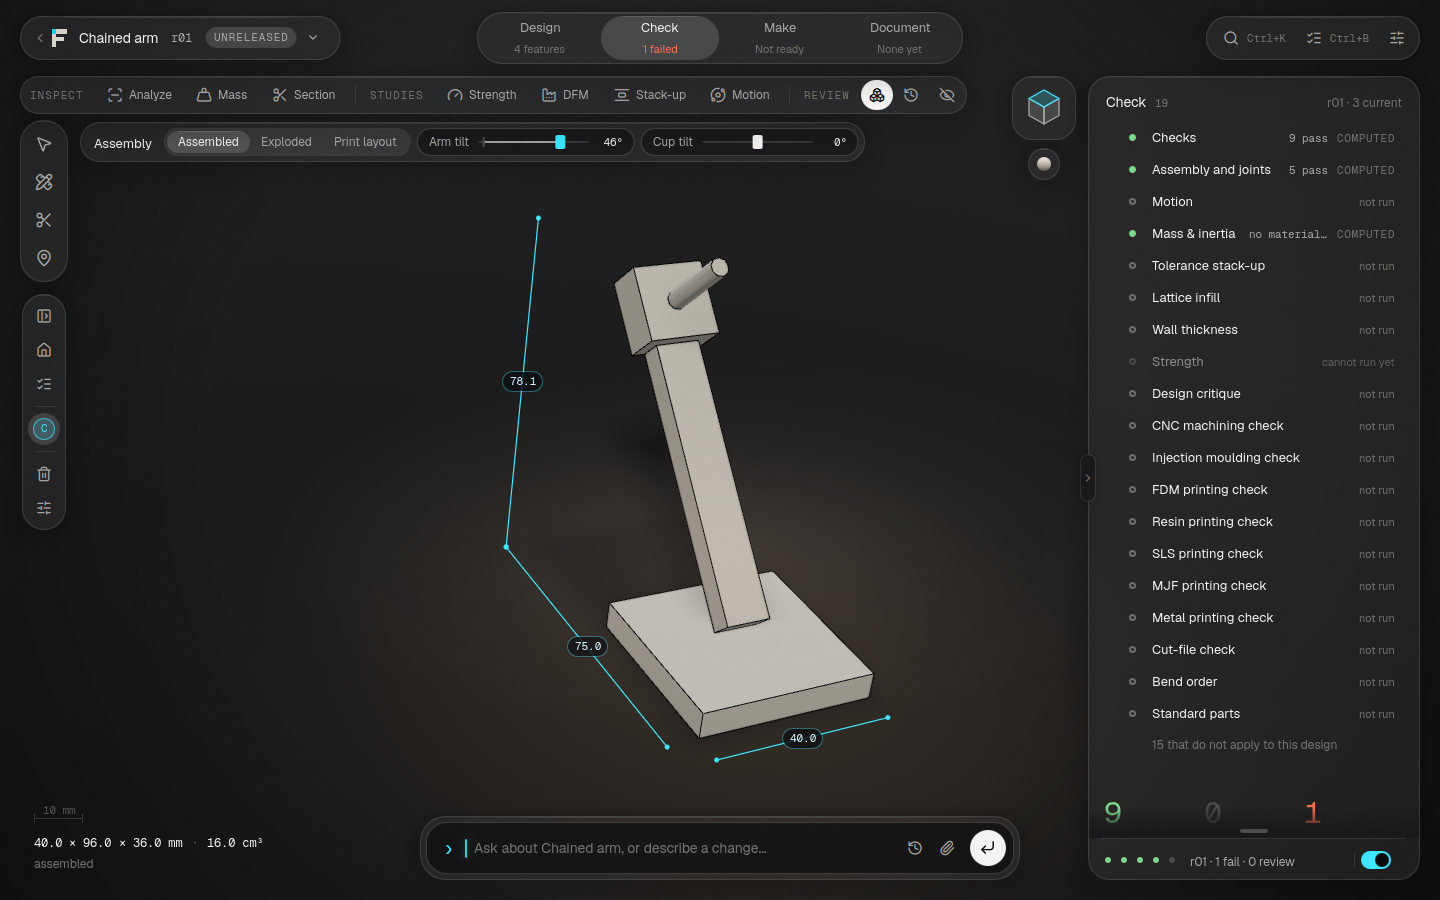 Chained arm r01 UNRELEASED
Design
4 features
Check
1 failed
Make
Not ready
Document
None yet
Ctrl+K
Ctrl+B
INSPECT Analyze Mass Section STUDIES Strength DFM Stack-up Motion REVIEW
Assembly Assembled Exploded Print layout Arm tilt 46° Cup tilt 0°
C
78.1
75.0
40.0
10 mm
40.0 × 96.0 × 36.0 mm · 16.0 cm³
assembled
Ask about Chained arm, or describe a change...
Check 19 r01 · 3 current
Checks 9 pass COMPUTED
Assembly and joints 5 pass COMPUTED
Motion not run
Mass & inertia no material… COMPUTED
Tolerance stack-up not run
Lattice infill not run
Wall thickness not run
Strength cannot run yet
Design critique not run
CNC machining check not run
Injection moulding check not run
FDM printing check not run
Resin printing check not run
SLS printing check not run
MJF printing check not run
Metal printing check not run
Cut-file check not run
Bend order not run
Standard parts not run
15 that do not apply to this design
9 0 1
r01 · 1 fail · 0 review